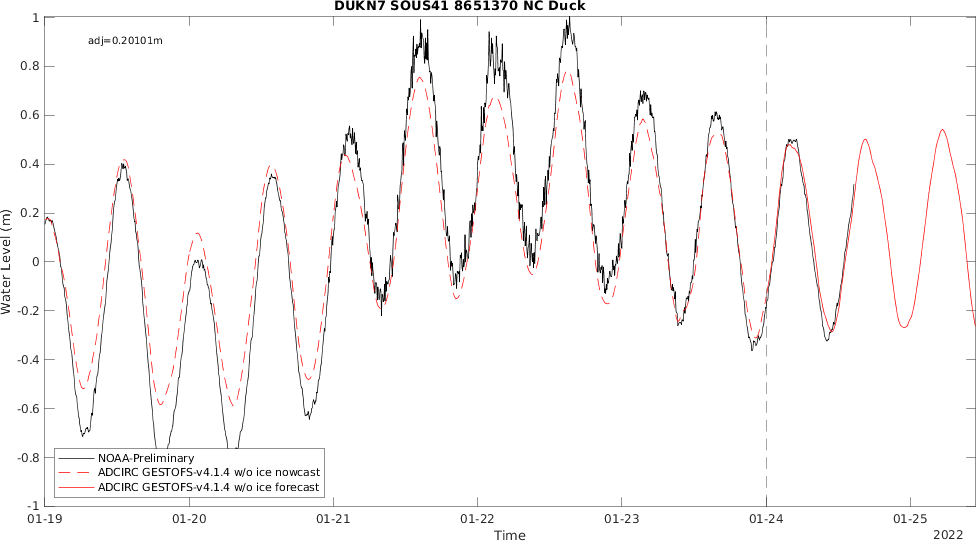 DUKN7 SOUS41 8651370 NC Duck
adj=0.20101m
1
0.8
0.6
0.4
0.2
0
-0.2
-0.4
-0.6
-0.8
-1
Water Level (m)
NOAA-Preliminary
ADCIRC GESTOFS-v4.1.4 w/o ice nowcast
ADCIRC GESTOFS-v4.1.4 w/o ice forecast
01-19 01-20 01-21 01-22 01-23 01-24 01-25
Time
2022